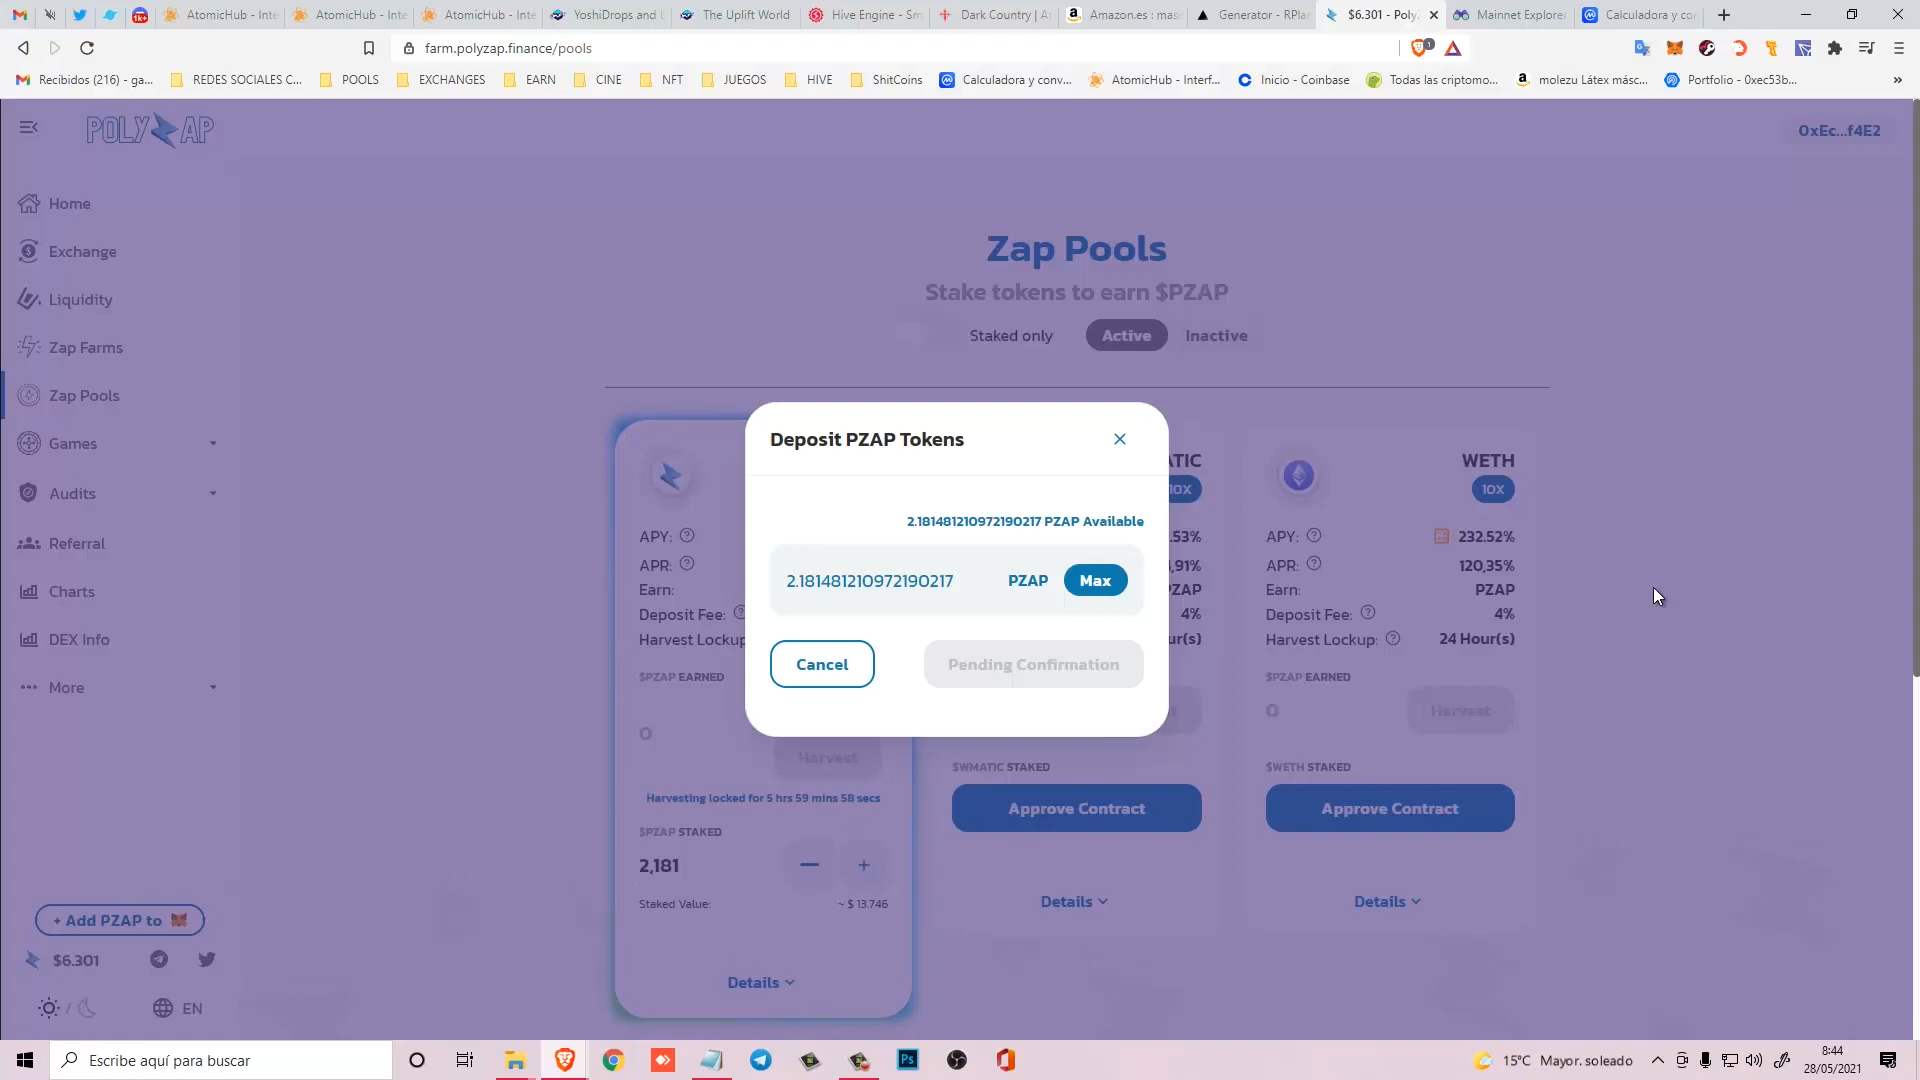 AtomicHub - Inte
AtomicHub - Inte
AtomicHub - Inte
YoshiDrops and
The Uplift World
Hive Engine - Sm
Dark Country | A
Amazon.es : masc
Generator - RPlan
$6.301 - PolyZ
Mainnet Explorer
Calculadora y con
farm.polyzap.finance/pools
Recibidos (216) - ga...
REDES SOCIALES C...
POOLS
EXCHANGES
EARN
CINE
NFT
JUEGOS
HIVE
ShitCoins
Calculadora y conv...
AtomicHub - Interf...
Inicio - Coinbase
Todas las criptomo...
molezu Látex másc...
Portfolio - 0xec53b...
POLYZAP
0xEc...f4E2
Home
Exchange
Liquidity
Zap Farms
Zap Pools
Games
Audits
Referral
Charts
DEX Info
More
+ Add PZAP to
$6.301
/
EN
Zap Pools
Stake tokens to earn $PZAP
Staked only
Active
Inactive
Deposit PZAP Tokens
2.181481210972190217 PZAP Available
2.181481210972190217 PZAP Max
Cancel
Pending Confirmation
APY:
APR:
Earn:
Deposit Fee:
Harvest Lockup
$PZAP EARNED
0
Harvest
Harvesting locked for 5 hrs 59 mins 58 secs
$PZAP STAKED
2,181
Staked Value: ~ $ 13.746
Details
ATIC
10X
.53%
,91%
PZAP
4%
ur(s)
$WMATIC STAKED
Approve Contract
Details
WETH
10X
APY: 232.52%
APR: 120,35%
Earn: PZAP
Deposit Fee: 4%
Harvest Lockup: 24 Hour(s)
$PZAP EARNED
0
Harvest
$WETH STAKED
Approve Contract
Details
Escribe aquí para buscar
15°C Mayor. soleado
8:44
28/05/2021